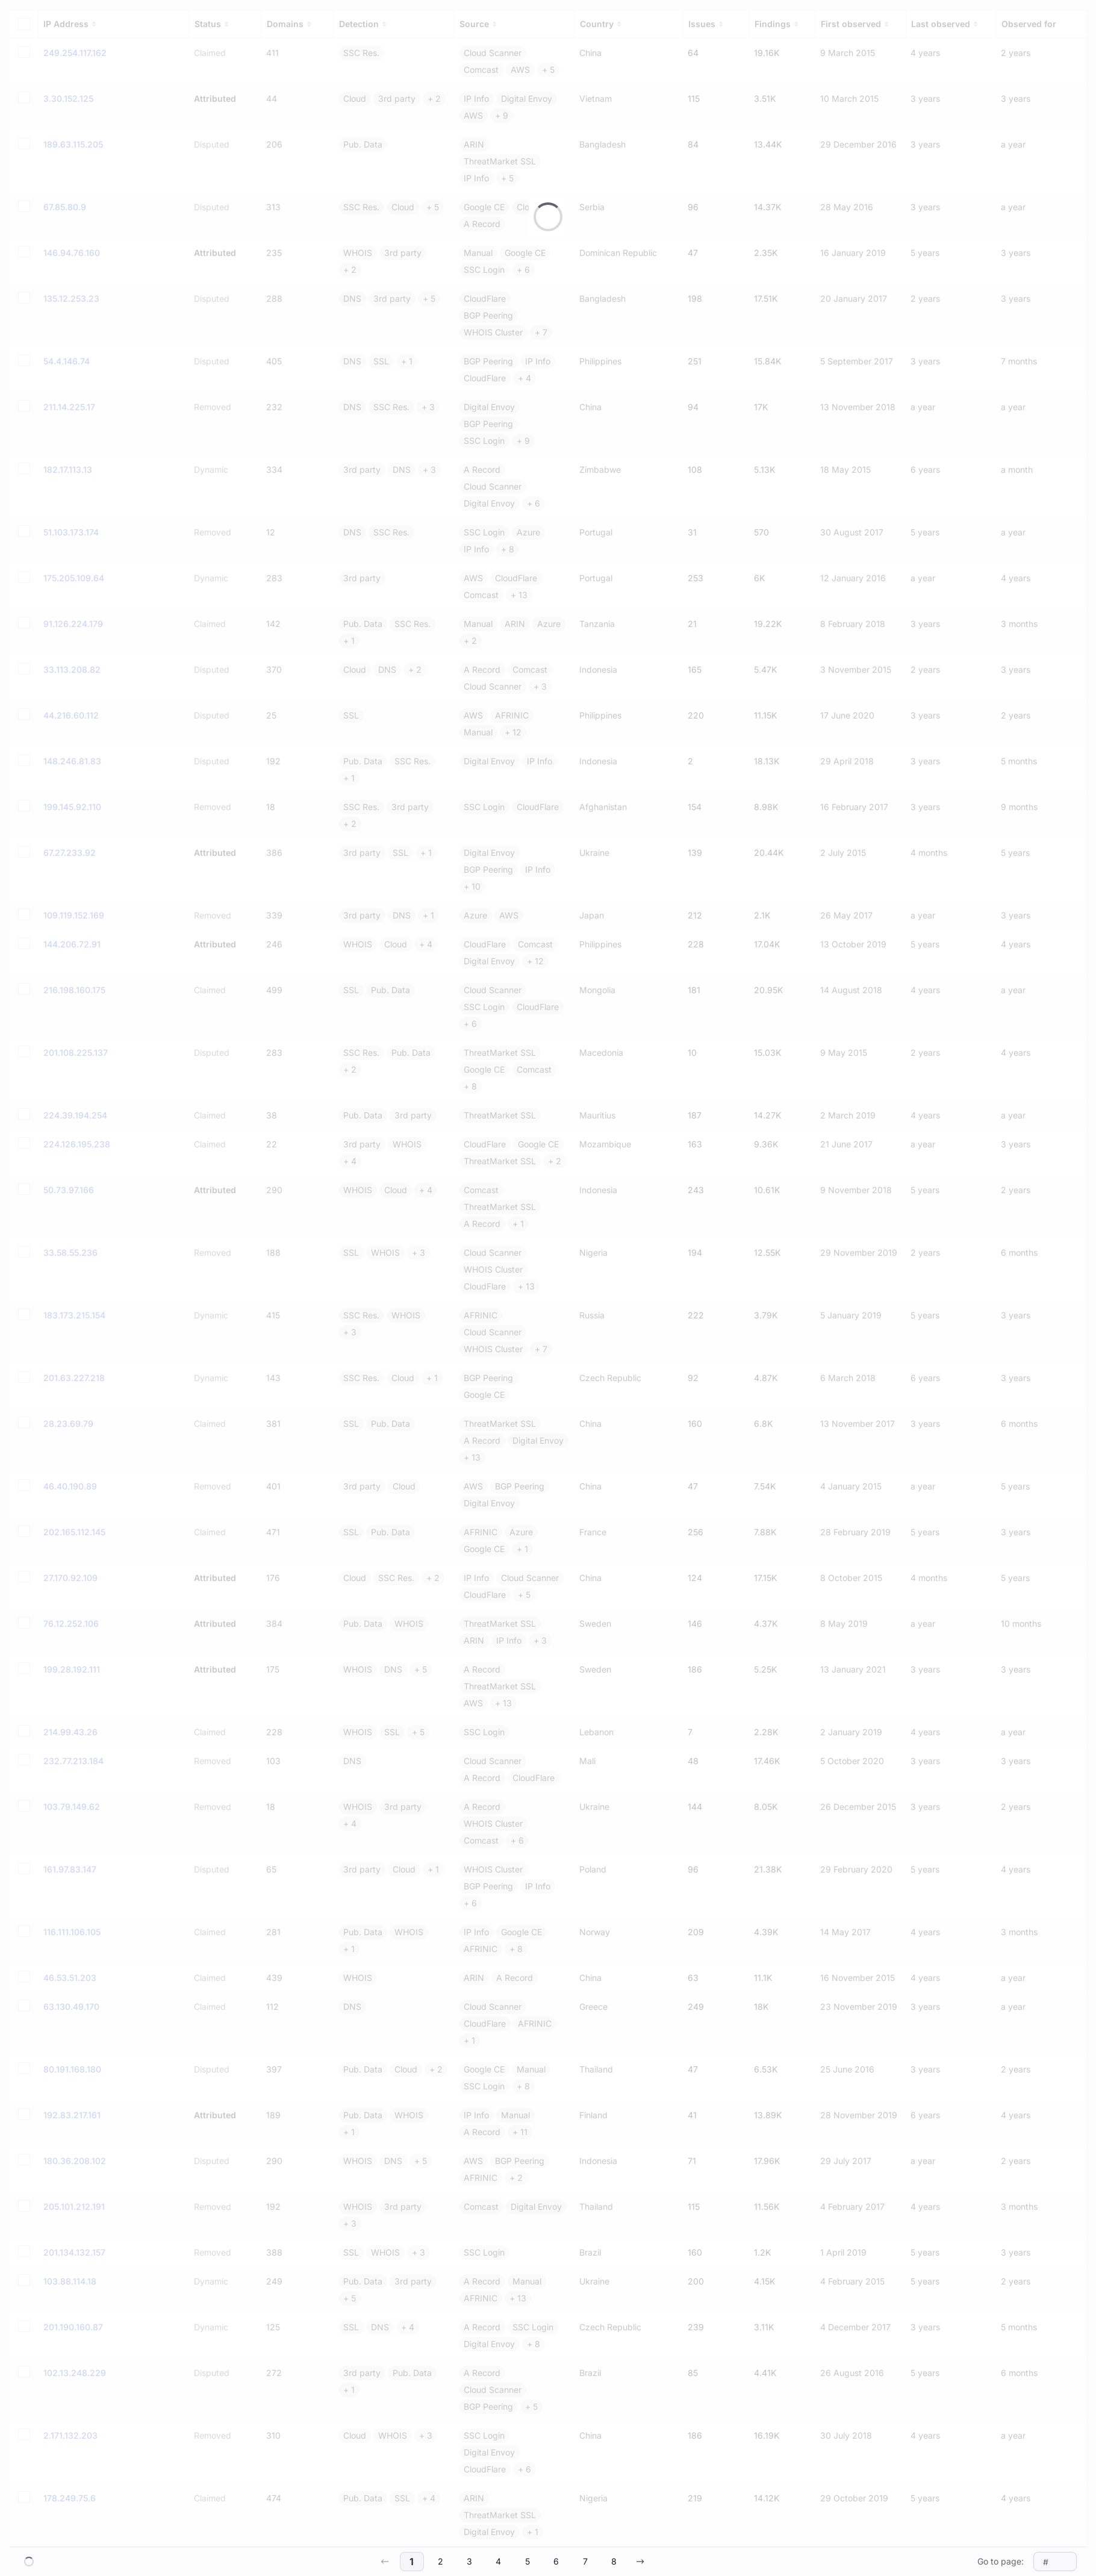 IP Address Status Domains Detection Source Country Issues Findings First observed Last observed Observed for
249.254.117.162 Claimed 411 SSC Res. Cloud Scanner China 64 19.16K 9 March 2015 4 years 2 years
Comcast AWS + 5
3.30.152.125 Attributed 44 Cloud 3rd party + 2 IP Info Digital Envoy Vietnam 115 3.51K 10 March 2015 3 years 3 years
AWS + 9
189.63.115.205 Disputed 206 Pub. Data ARIN Bangladesh 84 13.44K 29 December 2016 3 years a year
ThreatMarket SSL
IP Info + 5
67.85.80.9 Disputed 313 SSC Res. Cloud + 5 Google CE Clo Serbia 96 14.37K 28 May 2016 3 years a year
A Record
146.94.76.160 Attributed 235 WHOIS 3rd party Manual Google CE Dominican Republic 47 2.35K 16 January 2019 5 years 3 years
+ 2 SSC Login + 6
135.12.253.23 Disputed 288 DNS 3rd party + 5 CloudFlare Bangladesh 198 17.51K 20 January 2017 2 years 3 years
BGP Peering
WHOIS Cluster + 7
54.4.146.74 Disputed 405 DNS SSL + 1 BGP Peering IP Info Philippines 251 15.84K 5 September 2017 3 years 7 months
CloudFlare + 4
211.14.225.17 Removed 232 DNS SSC Res. + 3 Digital Envoy China 94 17K 13 November 2018 a year a year
BGP Peering
SSC Login + 9
182.17.113.13 Dynamic 334 3rd party DNS + 3 A Record Zimbabwe 108 5.13K 18 May 2015 6 years a month
Cloud Scanner
Digital Envoy + 6
51.103.173.174 Removed 12 DNS SSC Res. SSC Login Azure Portugal 31 570 30 August 2017 5 years a year
IP Info + 8
175.205.109.64 Dynamic 283 3rd party AWS CloudFlare Portugal 253 6K 12 January 2016 a year 4 years
Comcast + 13
91.126.224.179 Claimed 142 Pub. Data SSC Res. Manual ARIN Azure Tanzania 21 19.22K 8 February 2018 3 years 3 months
+ 1 + 2
33.113.208.82 Disputed 370 Cloud DNS + 2 A Record Comcast Indonesia 165 5.47K 3 November 2015 2 years 3 years
Cloud Scanner + 3
44.216.60.112 Disputed 25 SSL AWS AFRINIC Philippines 220 11.15K 17 June 2020 3 years 2 years
Manual + 12
148.246.81.83 Disputed 192 Pub. Data SSC Res. Digital Envoy IP Info Indonesia 2 18.13K 29 April 2018 3 years 5 months
+ 1
199.145.92.110 Removed 18 SSC Res. 3rd party SSC Login CloudFlare Afghanistan 154 8.98K 16 February 2017 3 years 9 months
+ 2
67.27.233.92 Attributed 386 3rd party SSL + 1 Digital Envoy Ukraine 139 20.44K 2 July 2015 4 months 5 years
BGP Peering IP Info
+ 10
109.119.152.169 Removed 339 3rd party DNS + 1 Azure AWS Japan 212 2.1K 26 May 2017 a year 3 years
144.206.72.91 Attributed 246 WHOIS Cloud + 4 CloudFlare Comcast Philippines 228 17.04K 13 October 2019 5 years 4 years
Digital Envoy + 12
216.198.160.175 Claimed 499 SSL Pub. Data Cloud Scanner Mongolia 181 20.95K 14 August 2018 4 years a year
SSC Login CloudFlare
+ 6
201.108.225.137 Disputed 283 SSC Res. Pub. Data ThreatMarket SSL Macedonia 10 15.03K 9 May 2015 2 years 4 years
+ 2 Google CE Comcast
+ 8
224.39.194.254 Claimed 38 Pub. Data 3rd party ThreatMarket SSL Mauritius 187 14.27K 2 March 2019 4 years a year
224.126.195.238 Claimed 22 3rd party WHOIS CloudFlare Google CE Mozambique 163 9.36K 21 June 2017 a year 3 years
+ 4 ThreatMarket SSL + 2
50.73.97.166 Attributed 290 WHOIS Cloud + 4 Comcast Indonesia 243 10.61K 9 November 2018 5 years 2 years
ThreatMarket SSL
A Record + 1
33.58.55.236 Removed 188 SSL WHOIS + 3 Cloud Scanner Nigeria 194 12.55K 29 November 2019 2 years 6 months
WHOIS Cluster
CloudFlare + 13
183.173.215.154 Dynamic 415 SSC Res. WHOIS AFRINIC Russia 222 3.79K 5 January 2019 5 years 3 years
+ 3 Cloud Scanner
WHOIS Cluster + 7
201.63.227.218 Dynamic 143 SSC Res. Cloud + 1 BGP Peering Czech Republic 92 4.87K 6 March 2018 6 years 3 years
Google CE
28.23.69.79 Claimed 381 SSL Pub. Data ThreatMarket SSL China 160 6.8K 13 November 2017 3 years 6 months
A Record Digital Envoy
+ 13
46.40.190.89 Removed 401 3rd party Cloud AWS BGP Peering China 47 7.54K 4 January 2015 a year 5 years
Digital Envoy
202.165.112.145 Claimed 471 SSL Pub. Data AFRINIC Azure France 256 7.88K 28 February 2019 5 years 3 years
Google CE + 1
27.170.92.109 Attributed 176 Cloud SSC Res. + 2 IP Info Cloud Scanner China 124 17.15K 8 October 2015 4 months 5 years
CloudFlare + 5
76.12.252.106 Attributed 384 Pub. Data WHOIS ThreatMarket SSL Sweden 146 4.37K 8 May 2019 a year 10 months
ARIN IP Info + 3
199.28.192.111 Attributed 175 WHOIS DNS + 5 A Record Sweden 186 5.25K 13 January 2021 3 years 3 years
ThreatMarket SSL
AWS + 13
214.99.43.26 Claimed 228 WHOIS SSL + 5 SSC Login Lebanon 7 2.28K 2 January 2019 4 years a year
232.77.213.184 Removed 103 DNS Cloud Scanner Mali 48 17.46K 5 October 2020 3 years 3 years
A Record CloudFlare
103.79.149.62 Removed 18 WHOIS 3rd party A Record Ukraine 144 8.05K 26 December 2015 3 years 2 years
+ 4 WHOIS Cluster
Comcast + 6
161.97.83.147 Disputed 65 3rd party Cloud + 1 WHOIS Cluster Poland 96 21.38K 29 February 2020 5 years 4 years
BGP Peering IP Info
+ 6
116.111.106.105 Claimed 281 Pub. Data WHOIS IP Info Google CE Norway 209 4.39K 14 May 2017 4 years 3 months
+ 1 AFRINIC + 8
46.53.51.203 Claimed 439 WHOIS ARIN A Record China 63 11.1K 16 November 2015 4 years a year
63.130.49.170 Claimed 112 DNS Cloud Scanner Greece 249 18K 23 November 2019 3 years a year
CloudFlare AFRINIC
+ 1
80.191.168.180 Disputed 397 Pub. Data Cloud + 2 Google CE Manual Thailand 47 6.53K 25 June 2016 3 years 2 years
SSC Login + 8
192.83.217.161 Attributed 189 Pub. Data WHOIS IP Info Manual Finland 41 13.89K 28 November 2019 6 years 4 years
+ 1 A Record + 11
180.36.208.102 Disputed 290 WHOIS DNS + 5 AWS BGP Peering Indonesia 71 17.96K 29 July 2017 a year 2 years
AFRINIC + 2
205.101.212.191 Removed 192 WHOIS 3rd party Comcast Digital Envoy Thailand 115 11.56K 4 February 2017 4 years 3 months
+ 3
201.134.132.157 Removed 388 SSL WHOIS + 3 SSC Login Brazil 160 1.2K 1 April 2019 5 years 3 years
103.88.114.18 Dynamic 249 Pub. Data 3rd party A Record Manual Ukraine 200 4.15K 4 February 2015 5 years 2 years
+ 5 AFRINIC + 13
201.190.160.87 Dynamic 125 SSL DNS + 4 A Record SSC Login Czech Republic 239 3.11K 4 December 2017 3 years 5 months
Digital Envoy + 8
102.13.248.229 Disputed 272 3rd party Pub. Data A Record Brazil 85 4.41K 26 August 2016 5 years 6 months
+ 1 Cloud Scanner
BGP Peering + 5
2.171.132.203 Removed 310 Cloud WHOIS + 3 SSC Login China 186 16.19K 30 July 2018 4 years a year
Digital Envoy
CloudFlare + 6
178.249.75.6 Claimed 474 Pub. Data SSL + 4 ARIN Nigeria 219 14.12K 29 October 2019 5 years 4 years
ThreatMarket SSL
Digital Envoy + 1
← 1 2 3 4 5 6 7 8 → Go to page: #